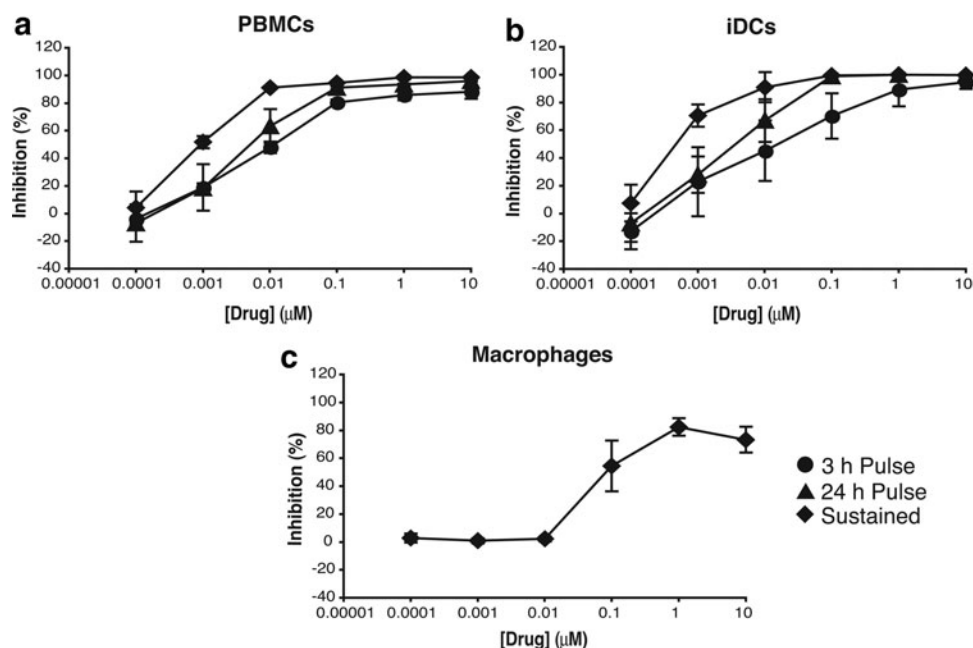 a
PBMCs
120
100
80
60
40
20
0
-20
-40
Inhibition (%)
0.00001 0.0001 0.001 0.01 0.1 1 10
[Drug] (µM)
b
iDCs
120
100
80
60
40
20
0
-20
-40
Inhibition (%)
0.00001 0.0001 0.001 0.01 0.1 1 10
[Drug] (µM)
c
Macrophages
120
100
80
60
40
20
0
-20
-40
Inhibition (%)
0.00001 0.0001 0.001 0.01 0.1 1 10
[Drug] (µM)
3 h Pulse
24 h Pulse
Sustained